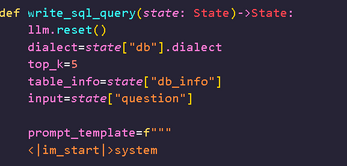 def write_sql_query(state: State)->State:
    llm.reset()
    dialect=state["db"].dialect
    top_k=5
    table_info=state["db_info"]
    input=state["question"]

    prompt_template=f"""
    <|im_start|>system